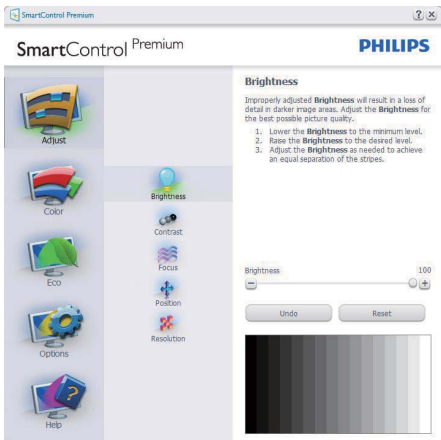 SmartControl Premium
? x
SmartControl Premium
PHILIPS
Adjust
Color
Eco
Options
Help
Brightness
Contrast
Focus
Position
Resolution
Brightness
Improperly adjusted Brightness will result in a loss of
detail in darker image areas. Adjust the Brightness for
the best possible picture quality.
1. Lower the Brightness to the minimum level.
2. Raise the Brightness to the desired level.
3. Adjust the Brightness as needed to achieve
an equal separation of the stripes.
Brightness 100
Undo Reset